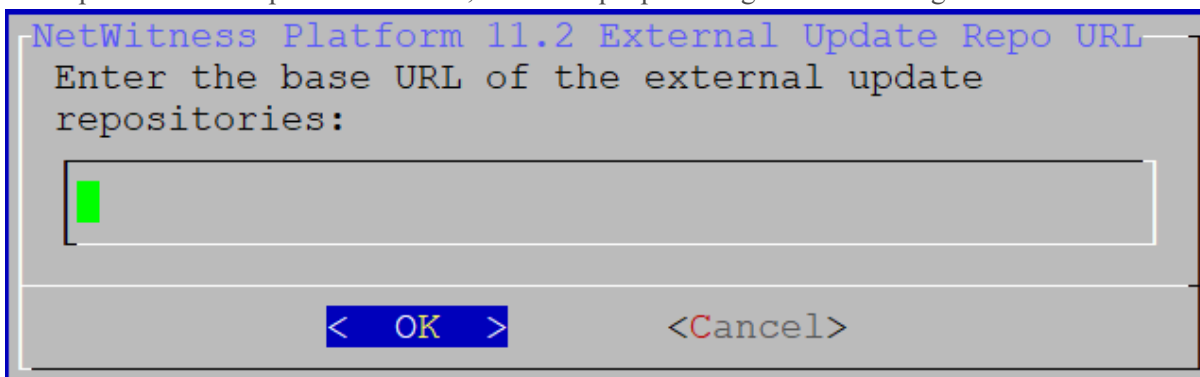 NetWitness Platform 11.2 External Update Repo URL
Enter the base URL of the external update
repositories:
< OK > <Cancel>